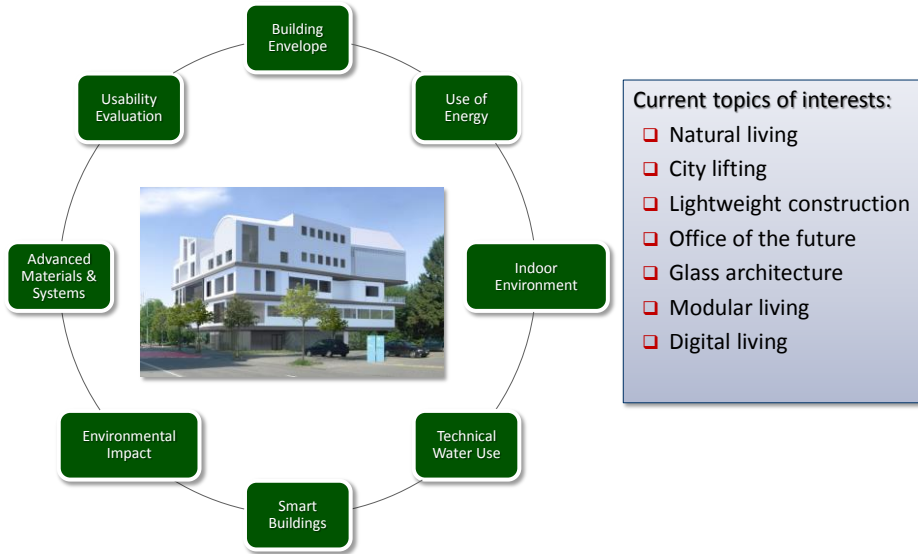 Building
Envelope
Use of
Energy
Indoor
Environment
Technical
Water Use
Smart
Buildings
Environmental
Impact
Advanced
Materials &
Systems
Usability
Evaluation
Current topics of interests:
Natural living
City lifting
Lightweight construction
Office of the future
Glass architecture
Modular living
Digital living